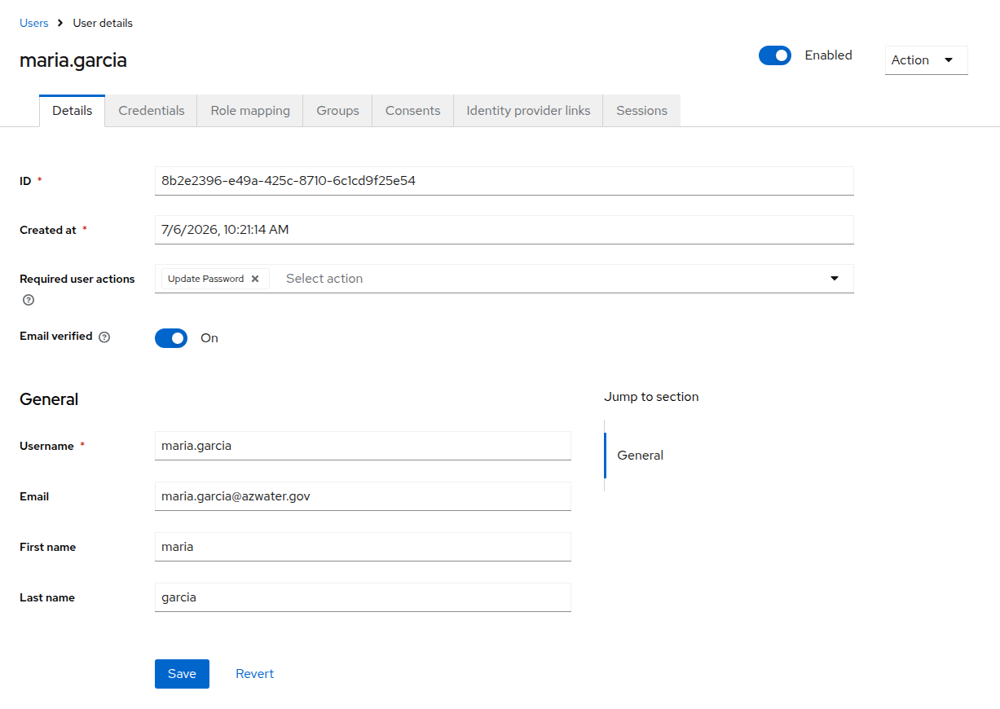 Users > User details
maria.garcia
Enabled
Action
Details Credentials Role mapping Groups Consents Identity provider links Sessions
ID * 8b2e2396-e49a-425c-8710-6c1cd9f25e54
Created at * 7/6/2026, 10:21:14 AM
Required user actions Update Password × Select action
?
Email verified ? On
General
Jump to section
Username * maria.garcia
General
Email maria.garcia@azwater.gov
First name maria
Last name garcia
Save Revert